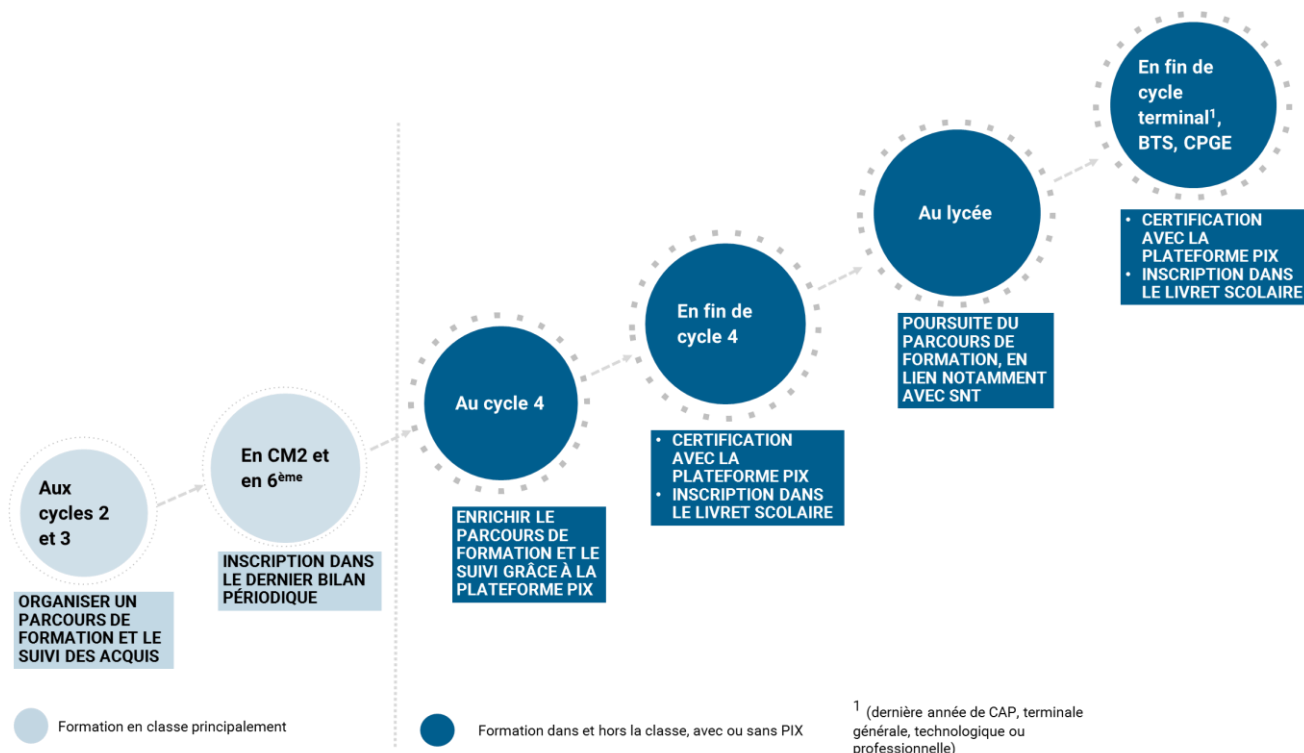 Aux
cycles 2
et 3
ORGANISER UN
PARCOURS DE
FORMATION ET LE
SUIVI DES ACQUIS
En CM2 et
en 6ème
INSCRIPTION DANS
LE DERNIER BILAN
PÉRIODIQUE
Au cycle 4
ENRICHIR LE
PARCOURS DE
FORMATION ET LE
SUIVI GRÂCE À LA
PLATEFORME PIX
En fin de
cycle 4
• CERTIFICATION
AVEC LA
PLATEFORME PIX
• INSCRIPTION DANS
LE LIVRET SCOLAIRE
Au lycée
POURSUITE DU
PARCOURS DE
FORMATION, EN
LIEN NOTAMMENT
AVEC SNT
En fin de
cycle
terminal¹,
BTS, CPGE
• CERTIFICATION
AVEC LA
PLATEFORME PIX
• INSCRIPTION DANS
LE LIVRET SCOLAIRE
Formation en classe principalement
Formation dans et hors la classe, avec ou sans PIX
¹ (dernière année de CAP, terminale
générale, technologique ou
professionnelle)